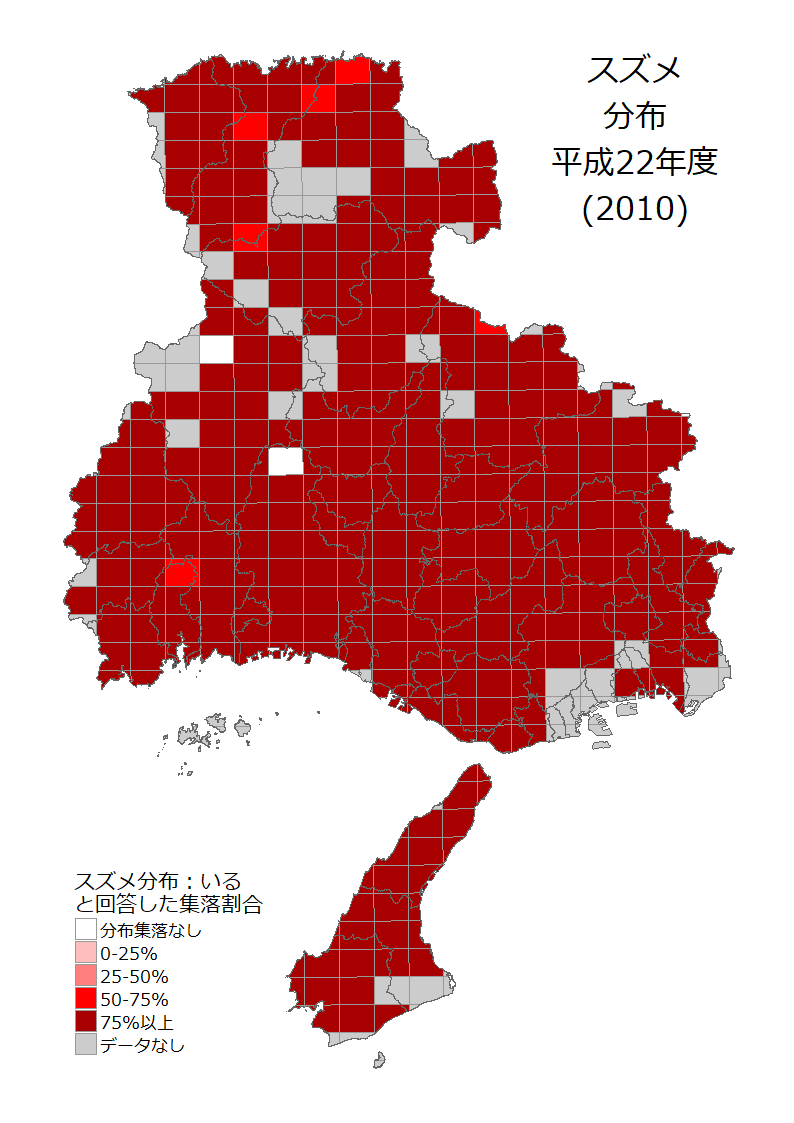 スズメ
分布
平成22年度
(2010)
スズメ分布：いる
と回答した集落割合
分布集落なし
0-25%
25-50%
50-75%
75%以上
データなし